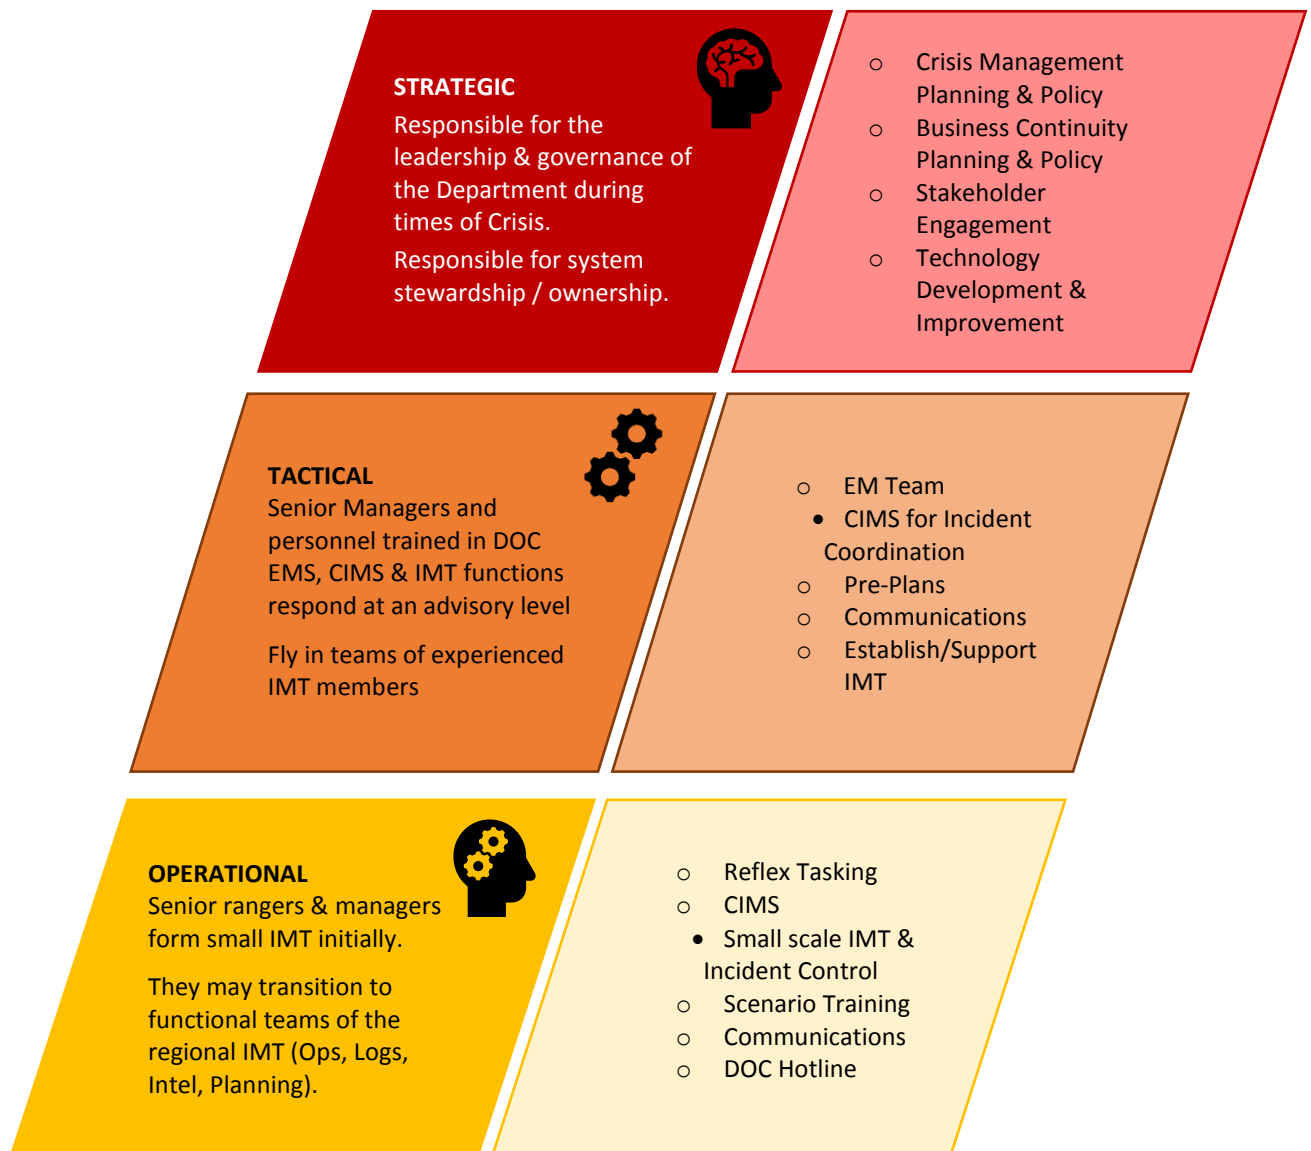 STRATEGIC
Responsible for the
leadership & governance of
the Department during
times of Crisis.
Responsible for system
stewardship / ownership.
o Crisis Management
Planning & Policy
o Business Continuity
Planning & Policy
o Stakeholder
Engagement
o Technology
Development &
Improvement
TACTICAL
Senior Managers and
personnel trained in DOC
EMS, CIMS & IMT functions
respond at an advisory level
Fly in teams of experienced
IMT members
o EM Team
• CIMS for Incident
Coordination
o Pre-Plans
o Communications
o Establish/Support
IMT
OPERATIONAL
Senior rangers & managers
form small IMT initially.
They may transition to
functional teams of the
regional IMT (Ops, Logs,
Intel, Planning).
o Reflex Tasking
o CIMS
• Small scale IMT &
Incident Control
o Scenario Training
o Communications
o DOC Hotline